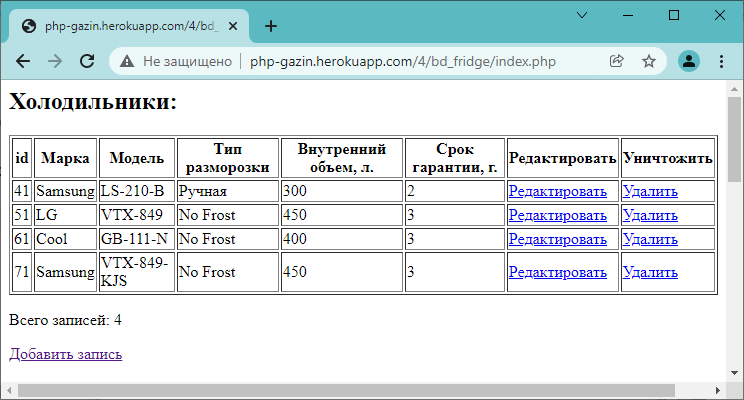 php-gazin.herokuapp.com/4/bd_
Не защищено php-gazin.herokuapp.com/4/bd_fridge/index.php
Холодильники:
id Марка Модель Тип разморозки Внутренний объем, л. Срок гарантии, г. Редактировать Уничтожить
41 Samsung LS-210-B Ручная 300 2 Редактировать Удалить
51 LG VTX-849 No Frost 450 3 Редактировать Удалить
61 Cool GB-111-N No Frost 400 3 Редактировать Удалить
71 Samsung VTX-849-KJS No Frost 450 3 Редактировать Удалить
Всего записей: 4
Добавить запись